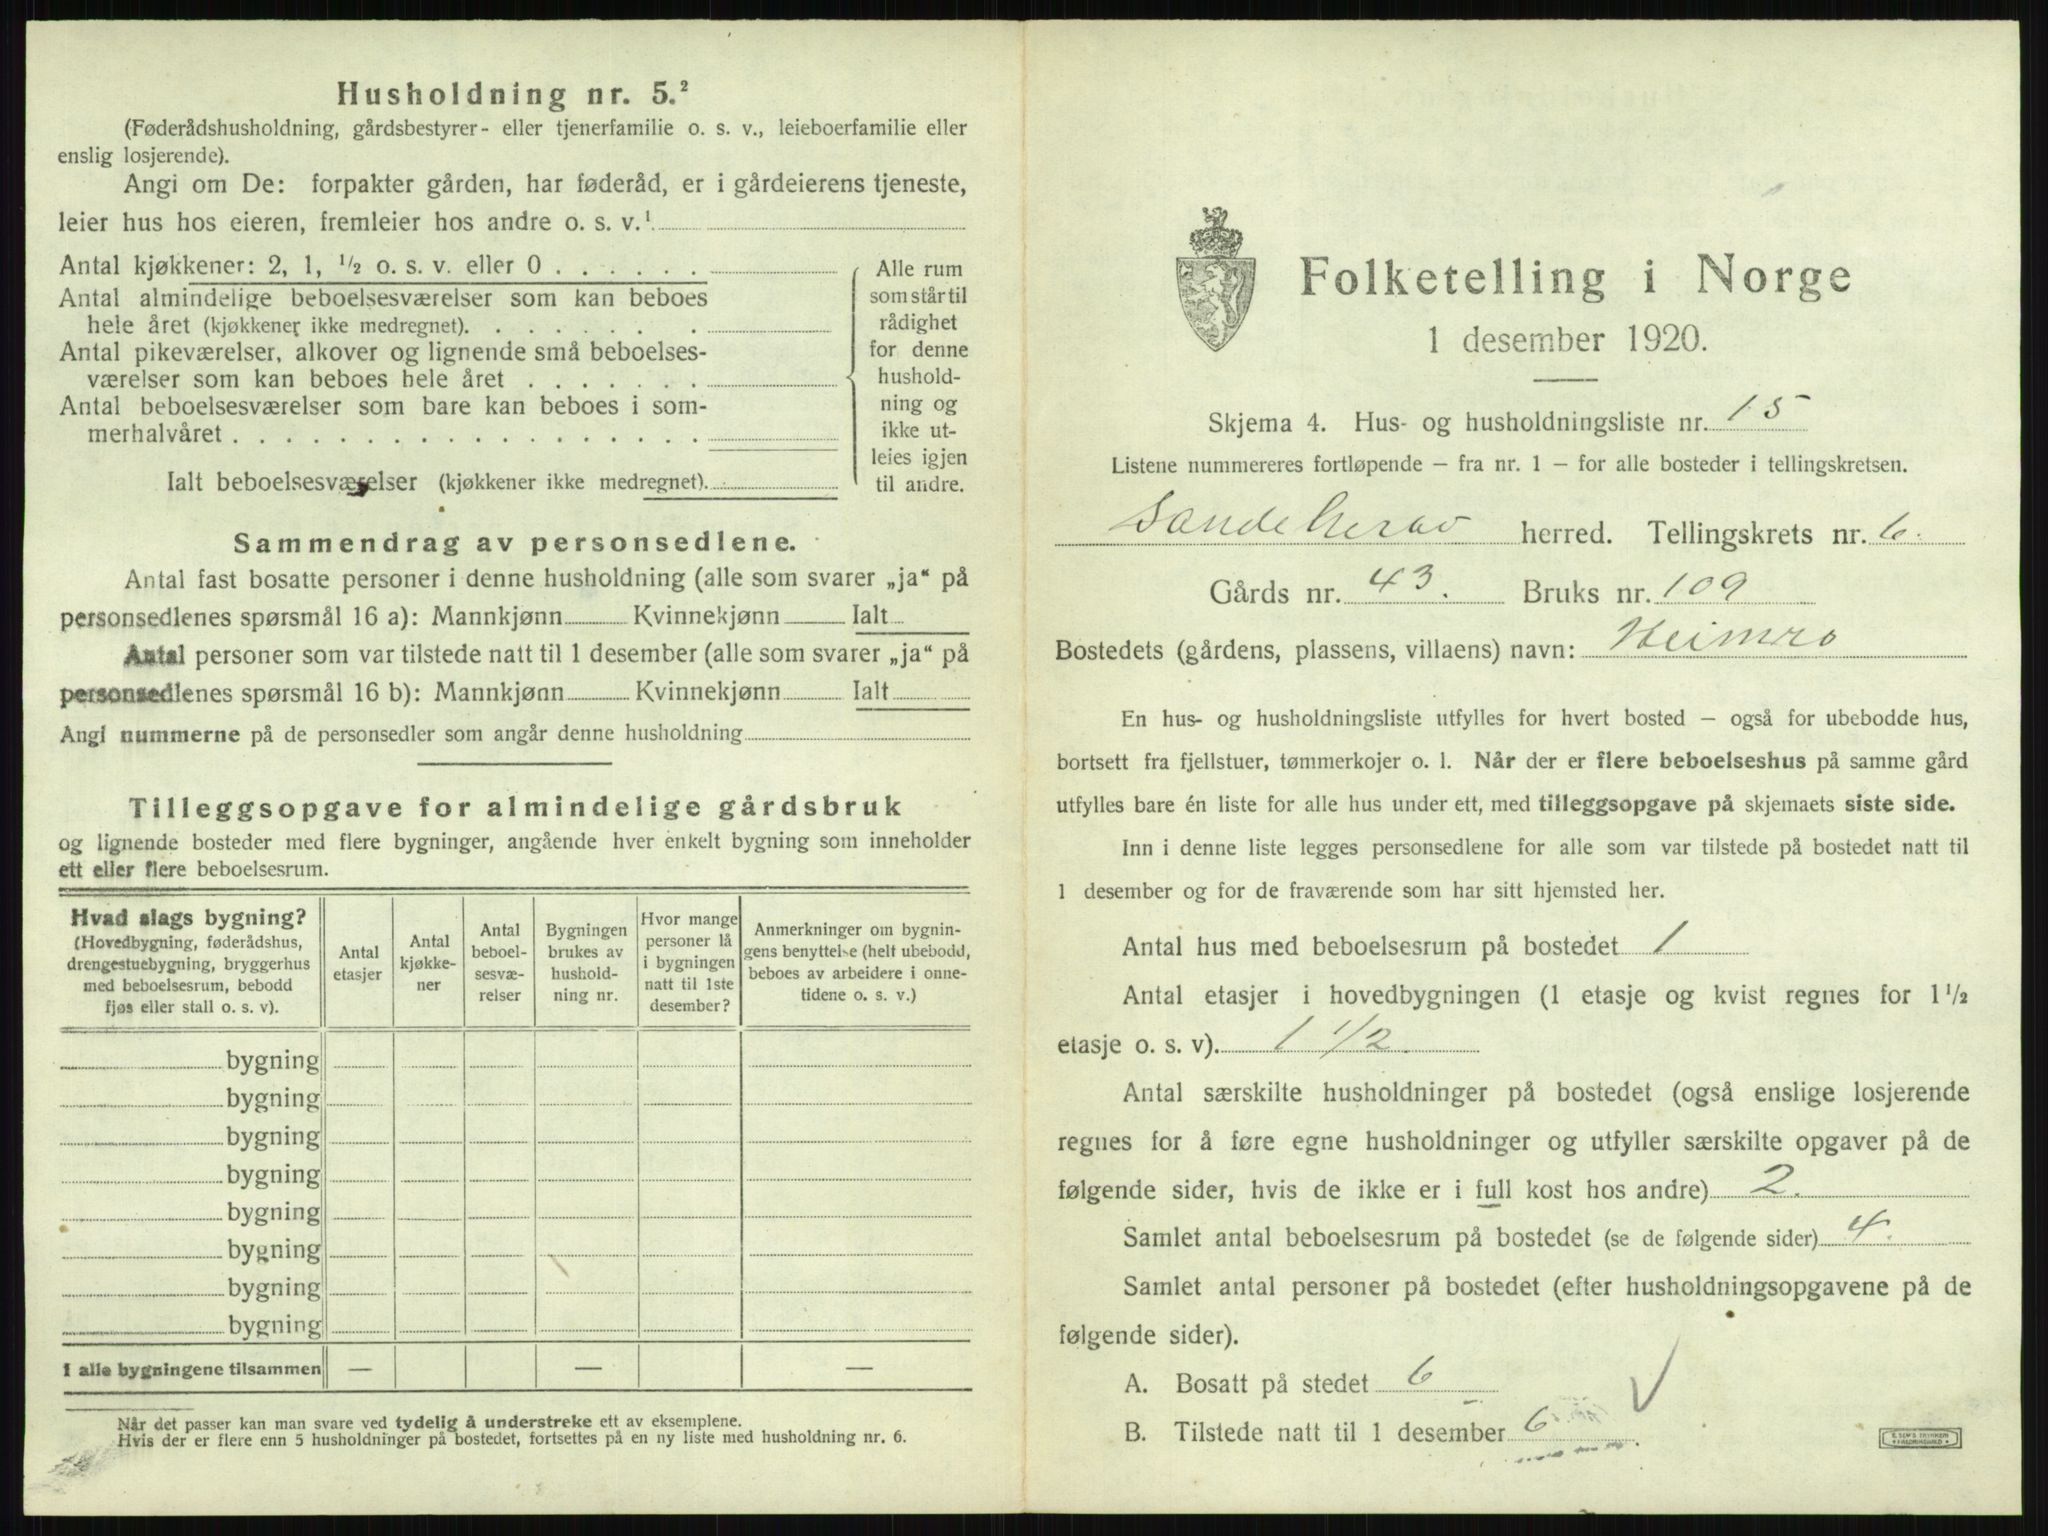 Husholdning nr. 5.²
(Føderådshusholdning, gårdsbestyrer- eller tjenerfamilie o. s. v., leieboerfamilie eller
enslig losjerende).
Angi om De: forpakter gården, har føderåd, er i gårdeierens tjeneste,
leier hus hos eieren, fremleier hos andre o. s. v.¹
Antal kjøkkener: 2, 1, ½ o. s. v. eller 0 . . . . . .
Antal almindelige beboelsesværelser som kan beboes
hele året (kjøkkener ikke medregnet). . . . . . . . .
Antal pikeværelser, alkover og lignende små beboelses-
værelser som kan beboes hele året . . . . . . .
Antal beboelsesværelser som bare kan beboes i som-
merhalvåret . . . . . . . . . . . . . . . . . .
Alle rum
som står til
rådighet
for denne
hushold-
ning og
ikke ut-
leies igjen
til andre.
Ialt beboelsesværelser (kjøkkener ikke medregnet).
Sammendrag av personsedlene.
Antal fast bosatte personer i denne husholdning (alle som svarer „ja“ på
personsedlenes spørsmål 16 a): Mannkjønn Kvinnekjønn Ialt
Antal personer som var tilstede natt til 1 desember (alle som svarer „ja“ på
personsedlenes spørsmål 16 b): Mannkjønn Kvinnekjønn Ialt
Angi nummerne på de personsedler som angår denne husholdning
Tilleggsopgave for almindelige gårdsbruk
og lignende bosteder med flere bygninger, angående hver enkelt bygning som inneholder
ett eller flere beboelsesrum.
Hvad slags bygning?
(Hovedbygning, føderådshus,
drengestuebygning, bryggerhus
med beboelsesrum, bebodd
fjøs eller stall o. s. v).
Antal
etasjer
Antal
kjøkke-
ner
Antal
beboel-
sesvæ-
relser
Bygningen
brukes av
hushold-
ning nr.
Hvor mange
personer lå
i bygningen
natt til 1ste
desember?
Anmerkninger om bygnin-
gens benyttelse (helt ubebodd,
beboes av arbeidere i onne-
tidene o. s. v.)
bygning
bygning
bygning
bygning
bygning
bygning
bygning
bygning
I alle bygningene tilsammen — — —
Når det passer kan man svare ved tydelig å understreke ett av eksemplene.
Hvis der er flere enn 5 husholdninger på bostedet, fortsettes på en ny liste med husholdning nr. 6.
Folketelling i Norge
1 desember 1920.
Skjema 4. Hus- og husholdningsliste nr. 15
Listene nummereres fortløpende – fra nr. 1 – for alle bosteder i tellingskretsen.
Sandeherad herred. Tellingskrets nr. 6.
Gårds nr. 43. Bruks nr. 109
Bostedets (gårdens, plassens, villaens) navn: Heimro
En hus- og husholdningsliste utfylles for hvert bosted – også for ubebodde hus,
bortsett fra fjellstuer, tømmerkojer o. l. Når der er flere beboelseshus på samme gård
utfylles bare én liste for alle hus under ett, med tilleggsopgave på skjemaets siste side.
Inn i denne liste legges personsedlene for alle som var tilstede på bostedet natt til
1 desember og for de fraværende som har sitt hjemsted her.
Antal hus med beboelsesrum på bostedet 1
Antal etasjer i hovedbygningen (1 etasje og kvist regnes for 1 ½
etasje o. s. v). 1 1/2
Antal særskilte husholdninger på bostedet (også enslige losjerende
regnes for å føre egne husholdninger og utfyller særskilte opgaver på de
følgende sider, hvis de ikke er i full kost hos andre) 2.
Samlet antal beboelsesrum på bostedet (se de følgende sider) 4.
Samlet antal personer på bostedet (efter husholdningsopgavene på de
følgende sider).
A. Bosatt på stedet 6
B. Tilstede natt til 1 desember 6